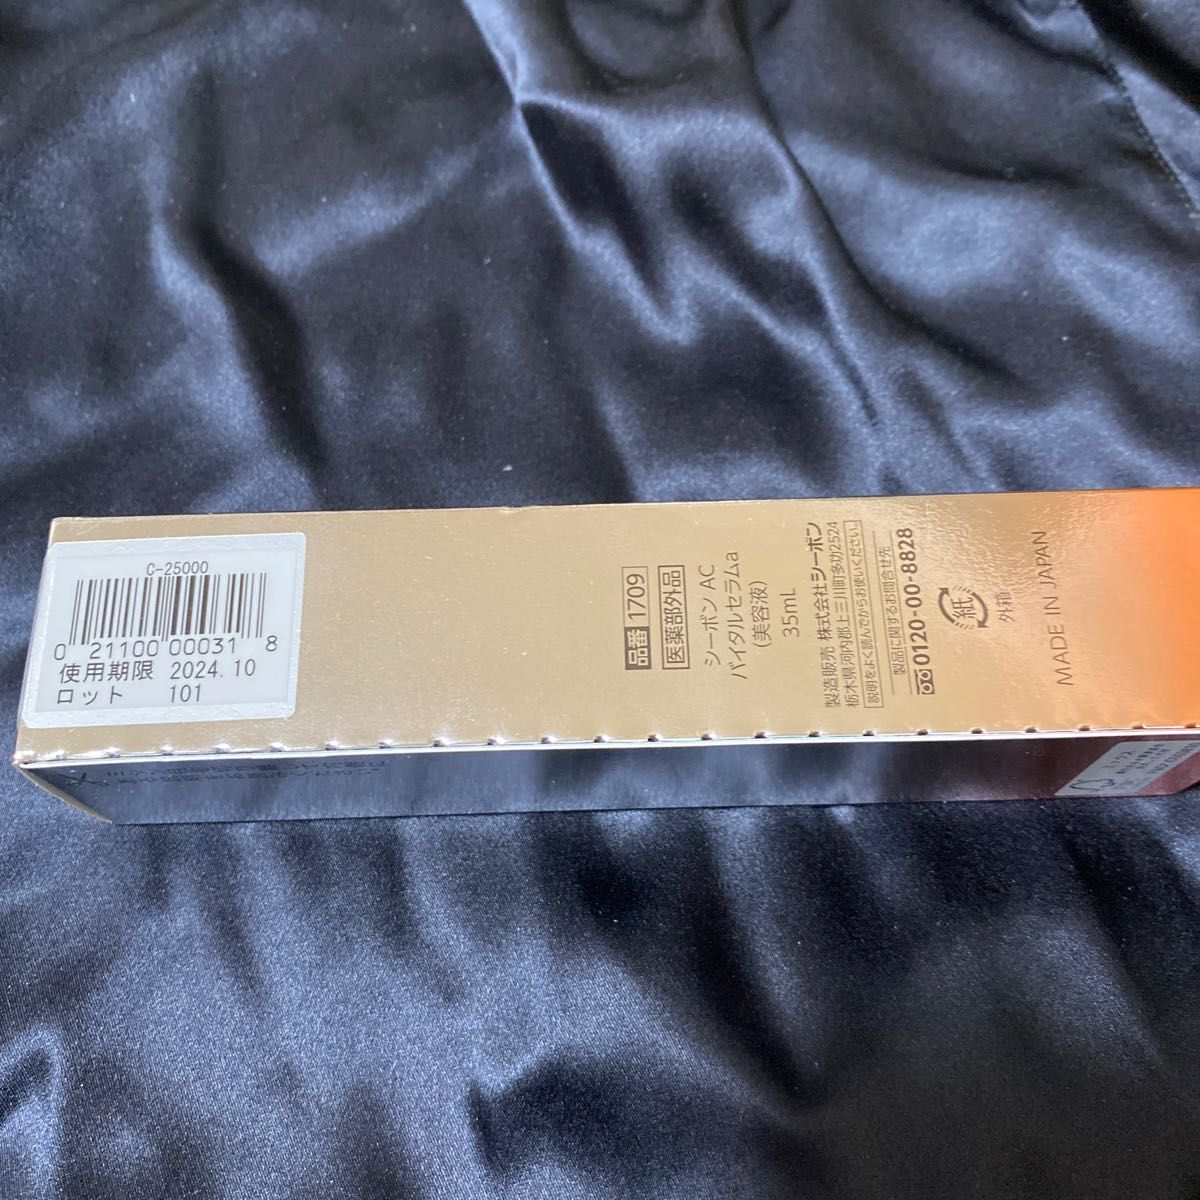 C-25000
0 21100 00031 8
使用期限 2024.10
ロット 101
品番 1709
医薬部外品
シーボン AC
バイタルセラムa
(美容液)
35mL
製造販売 株式会社シーボン
栃木県河内郡上三川町多功2524
説明をよく読んでからお使いください。
製品に関するお問合せ先
0120-00-8828
紙
外箱
MADE IN JAPAN